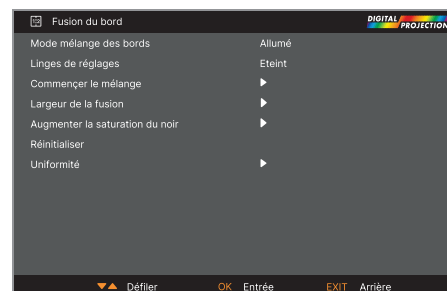 Fusion du bord
DIGITAL PROJECTION
Mode mélange des bords Allumé
Linges de réglages Eteint
Commençer le mélange
Largeur de la fusion
Augmenter la saturation du noir
Réinitialiser
Uniformité
Défiler OK Entrée EXIT Arrière